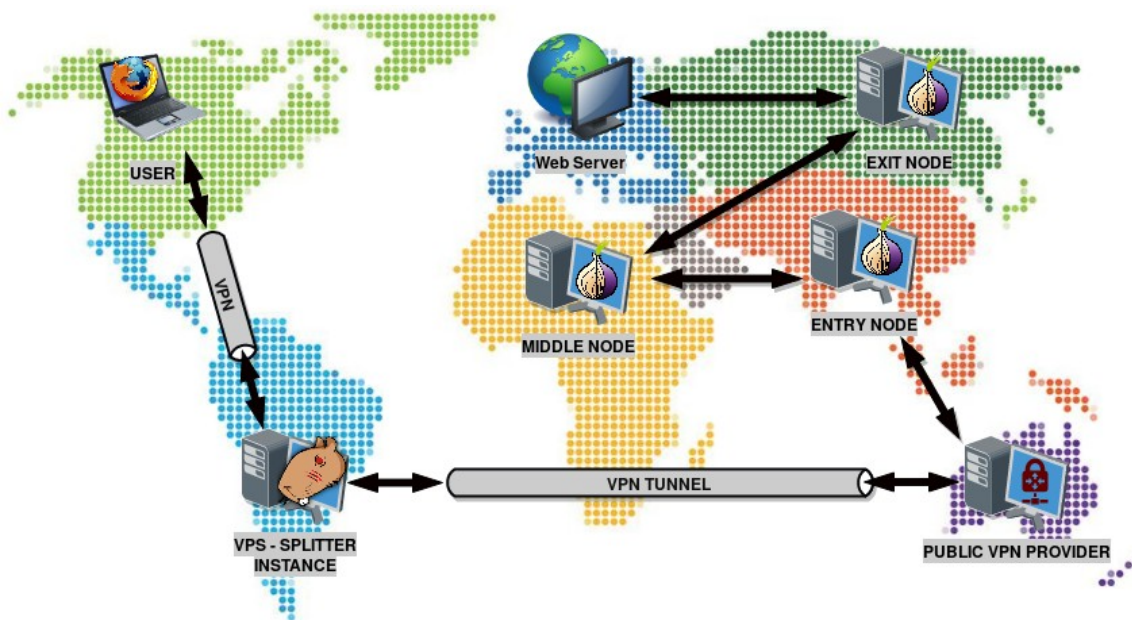 USER
Web Server
EXIT NODE
VPN
MIDDLE NODE
ENTRY NODE
VPN TUNNEL
VPS - SPLITTER
INSTANCE
PUBLIC VPN PROVIDER